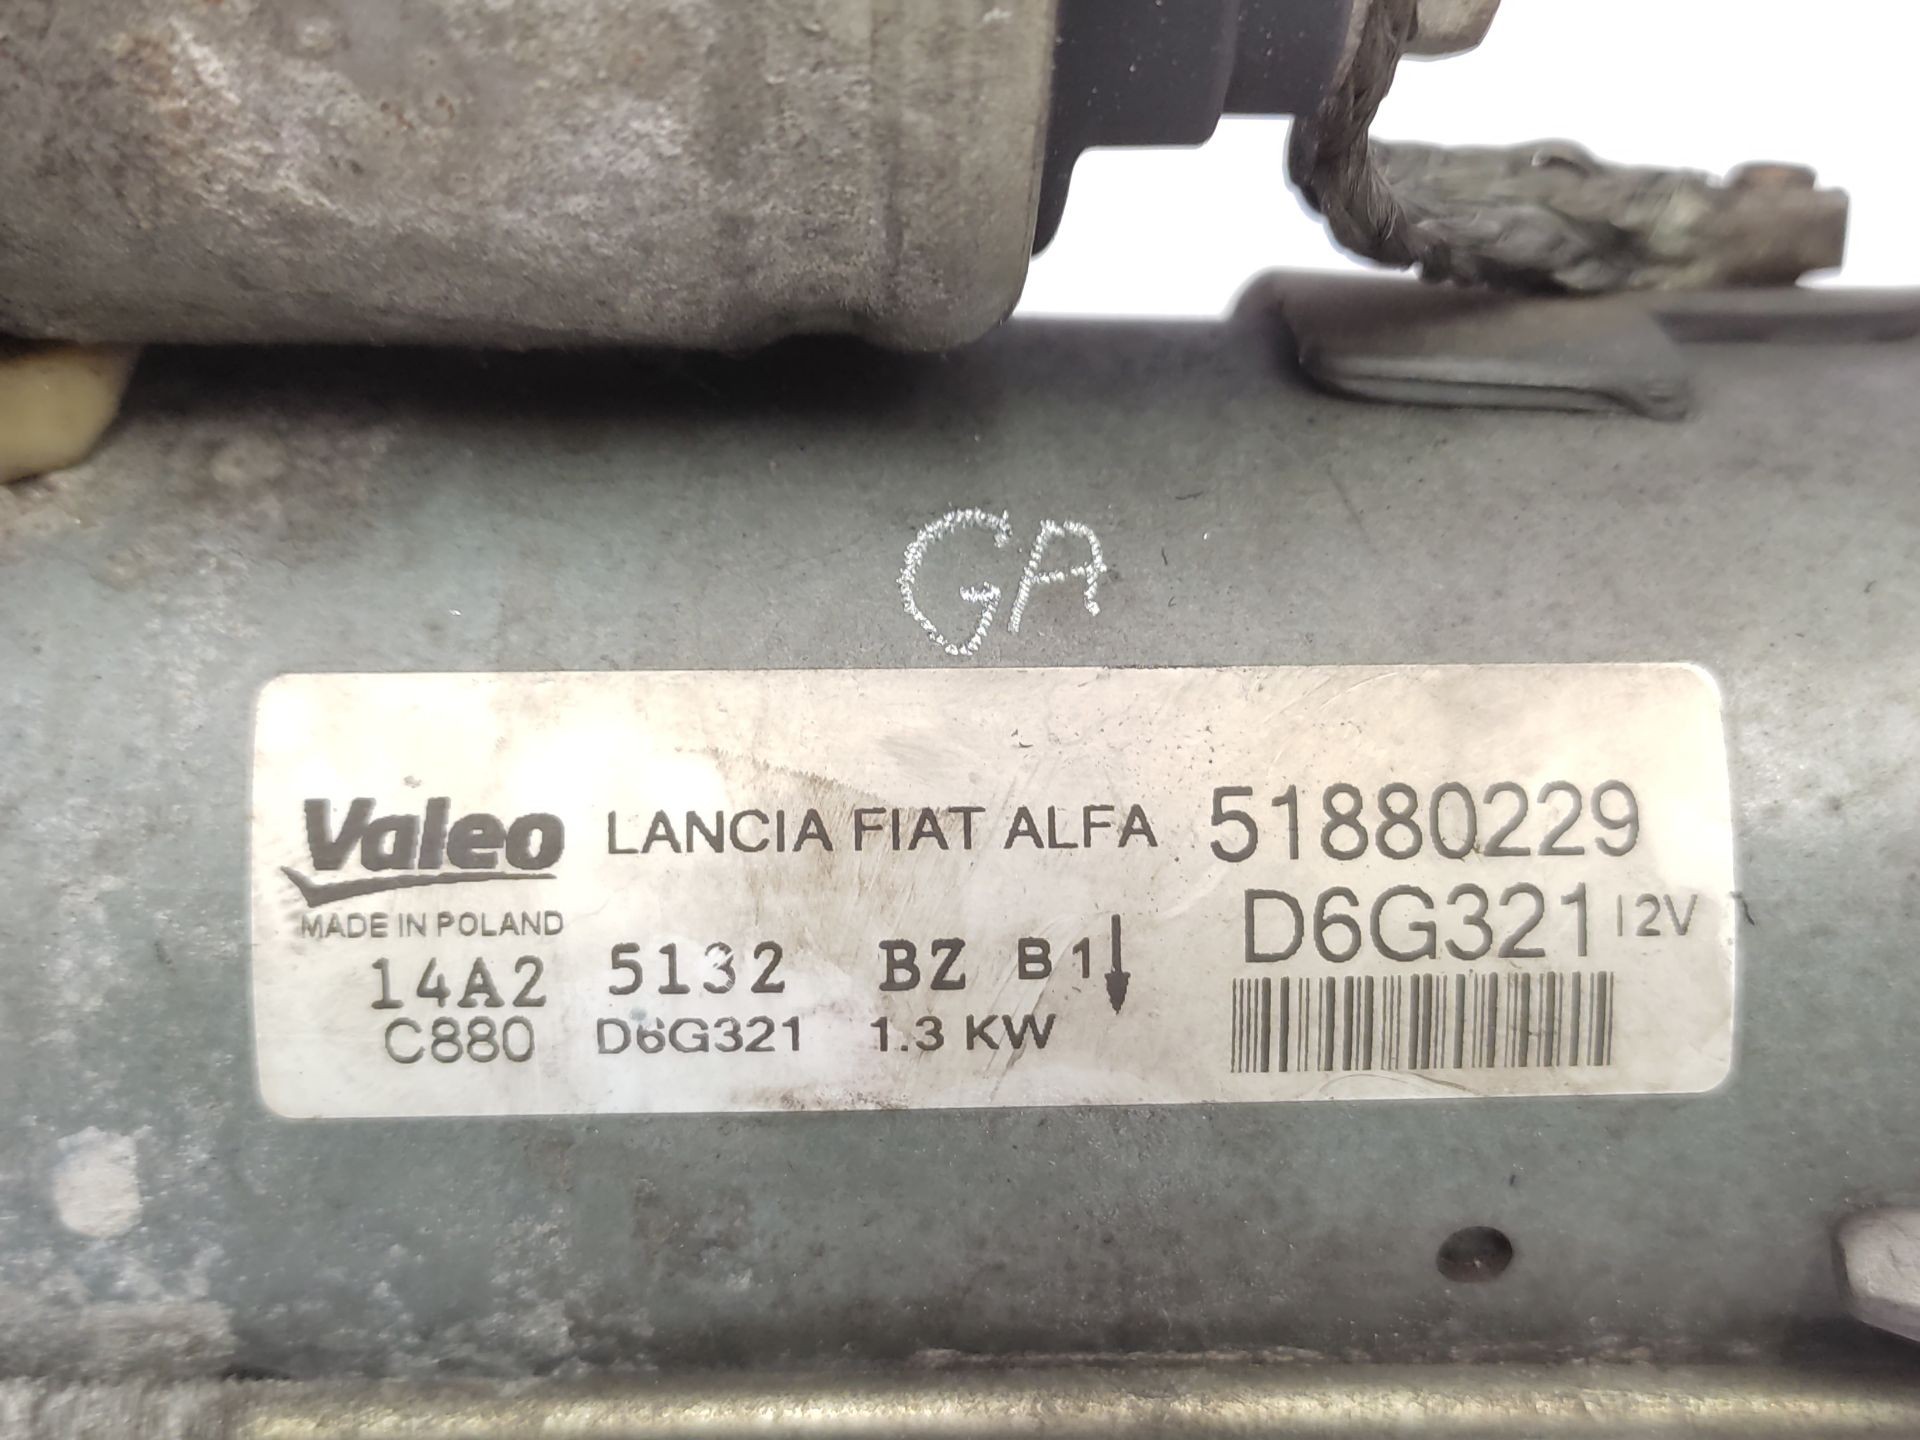 GA
Valeo LANCIA FIAT ALFA 51880229
MADE IN POLAND D6G321 12V
14A2 5132 BZ B1
C880 D6G321 1.3 KW